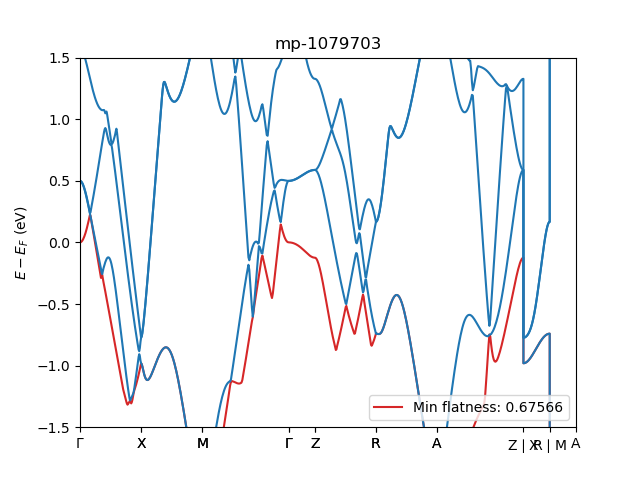 mp-1079703
E − E_F (eV)
1.5
1.0
0.5
0.0
−0.5
−1.0
−1.5
Min flatness: 0.67566
Γ X M Γ Z R A Z | X R | M A